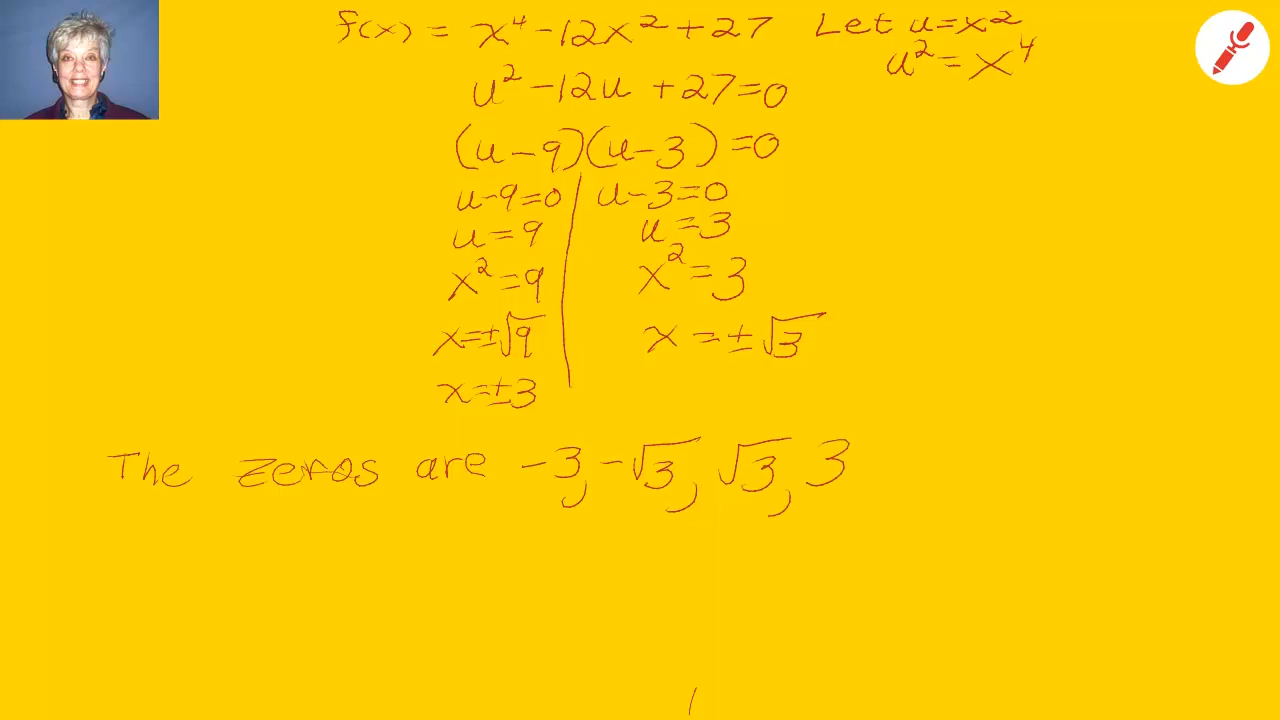 f(x) = x⁴ - 12x² + 27 Let u = x²
u² = x⁴
u² - 12u + 27 = 0
(u - 9)(u - 3) = 0
u - 9 = 0 u - 3 = 0
u = 9 u = 3
x² = 9 x² = 3
x = ±√9 x = ±√3
x = ±3
The zeros are -3, -√3, √3, 3